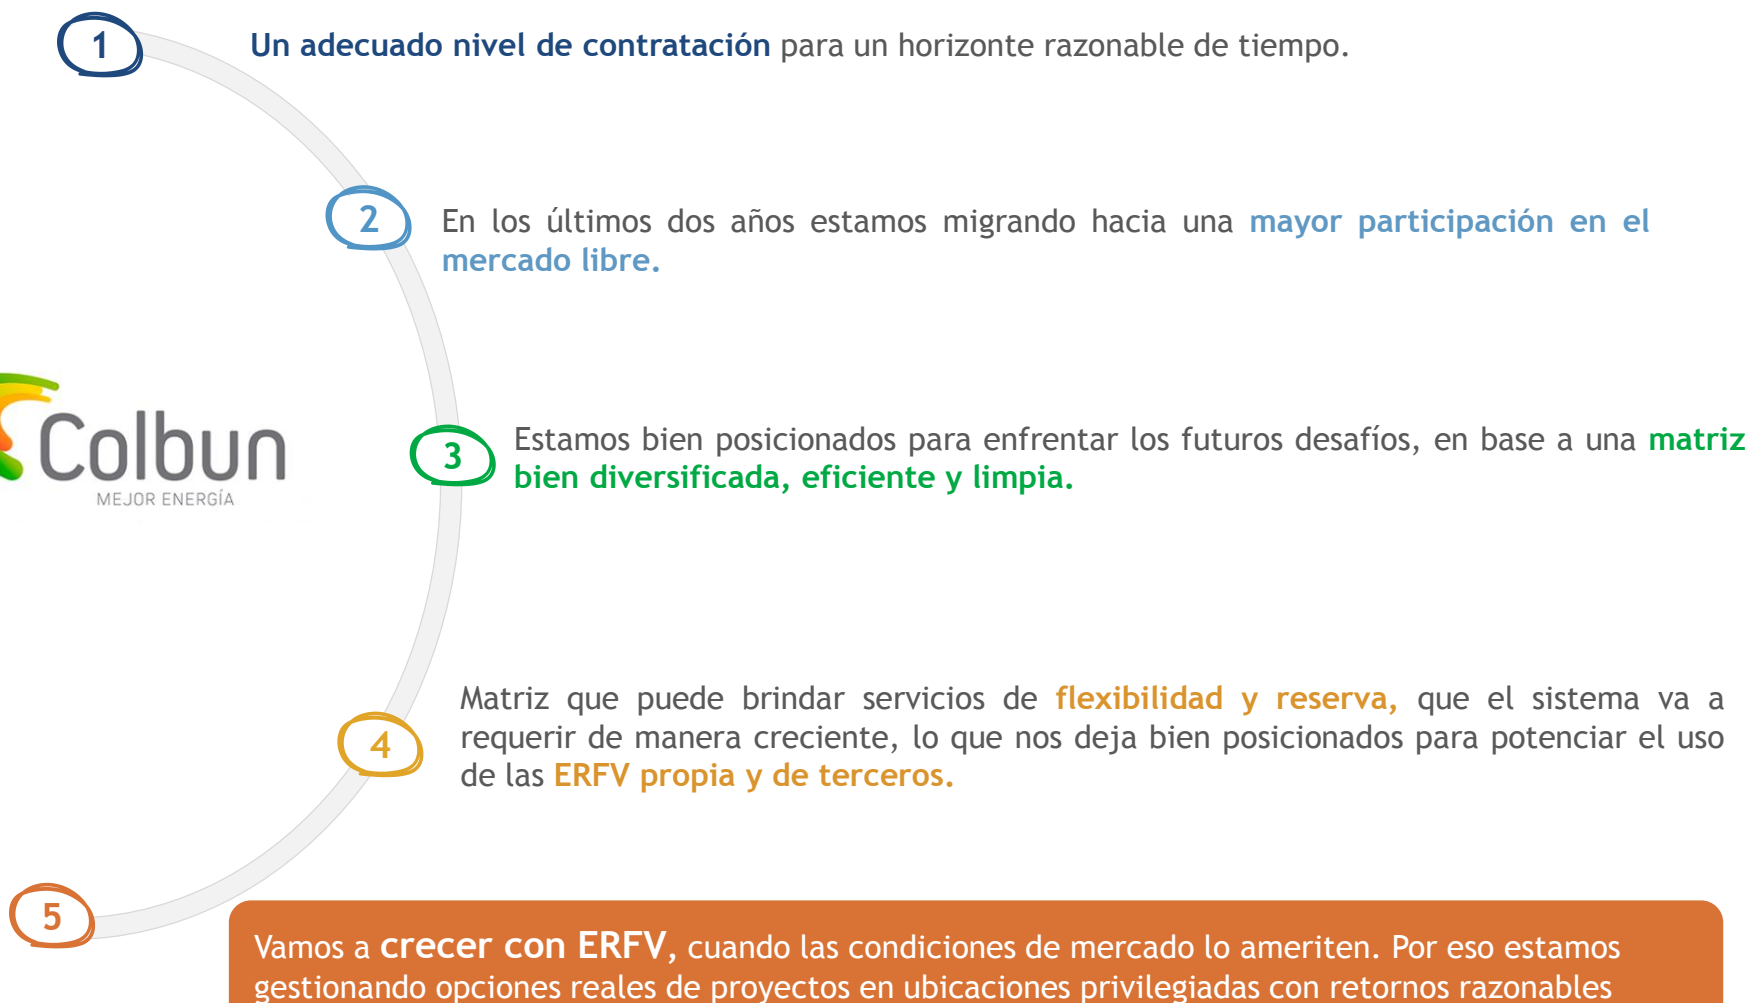 1
Un adecuado nivel de contratación para un horizonte razonable de tiempo.
2
En los últimos dos años estamos migrando hacia una mayor participación en el
mercado libre.
Colbun
MEJOR ENERGÍA
3
Estamos bien posicionados para enfrentar los futuros desafíos, en base a una matriz
bien diversificada, eficiente y limpia.
4
Matriz que puede brindar servicios de flexibilidad y reserva, que el sistema va a
requerir de manera creciente, lo que nos deja bien posicionados para potenciar el uso
de las ERFV propia y de terceros.
5
Vamos a crecer con ERFV, cuando las condiciones de mercado lo ameriten. Por eso estamos
gestionando opciones reales de proyectos en ubicaciones privilegiadas con retornos razonables